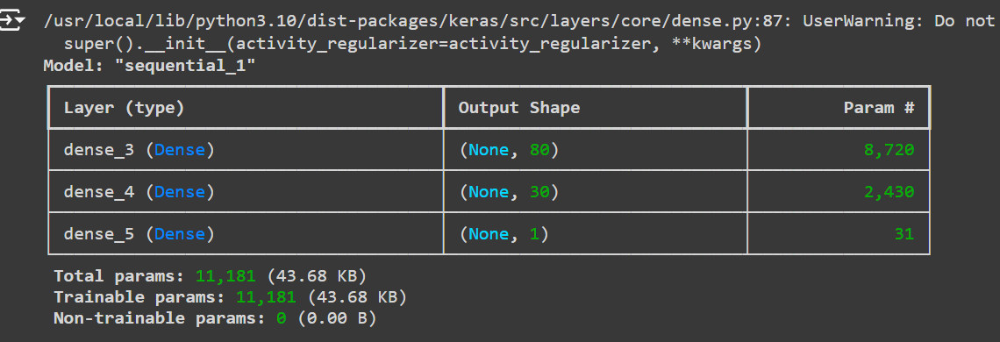 /usr/local/lib/python3.10/dist-packages/keras/src/layers/core/dense.py:87: UserWarning: Do not
super().__init__(activity_regularizer=activity_regularizer, **kwargs)
Model: "sequential_1"
Layer (type) Output Shape Param #
dense_3 (Dense) (None, 80) 8,720
dense_4 (Dense) (None, 30) 2,430
dense_5 (Dense) (None, 1) 31
Total params: 11,181 (43.68 KB)
Trainable params: 11,181 (43.68 KB)
Non-trainable params: 0 (0.00 B)